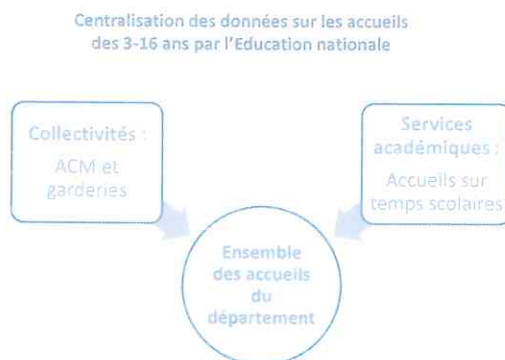 Centralisation des données sur les accueils
des 3-16 ans par l'Education nationale
Collectivités :
ACM et
garderies
Services
académiques :
Accueils sur
temps scolaires
Ensemble
des accueils
du
département